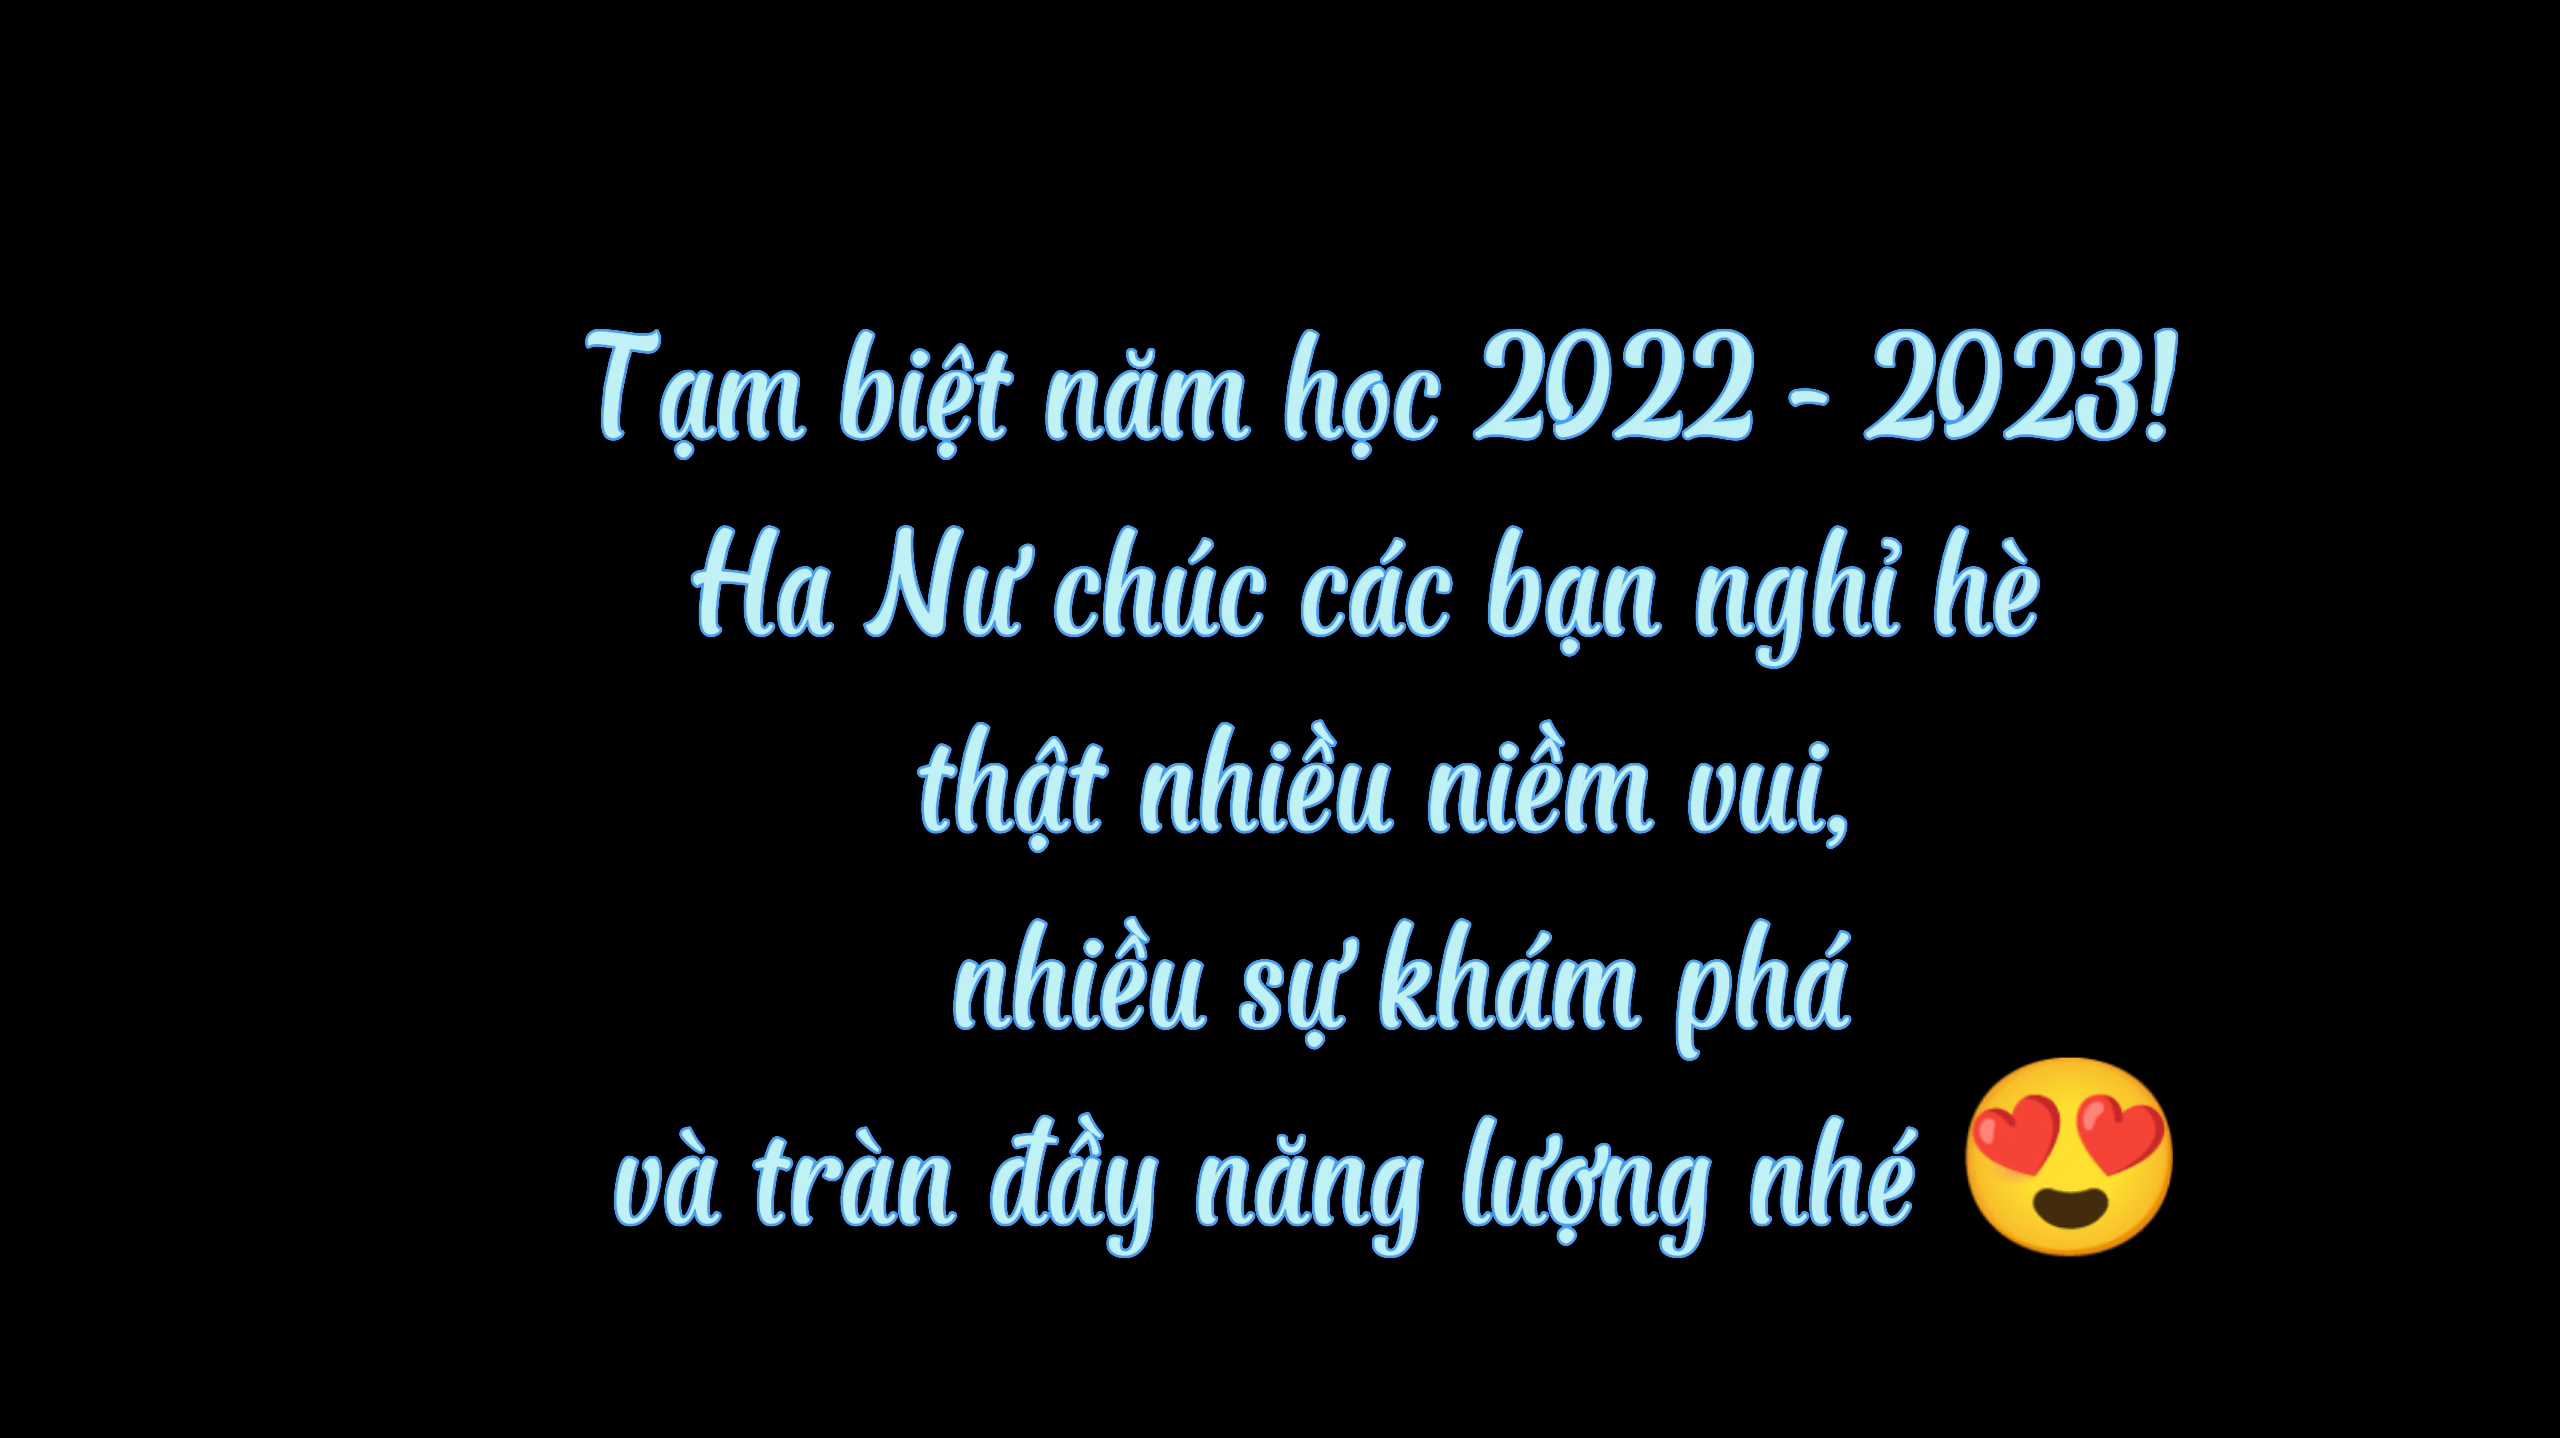 Tạm biệt năm học 2022 - 2023!
Ha Nư chúc các bạn nghỉ hè
thật nhiều niềm vui,
nhiều sự khám phá
và tràn đầy năng lượng nhé 😍